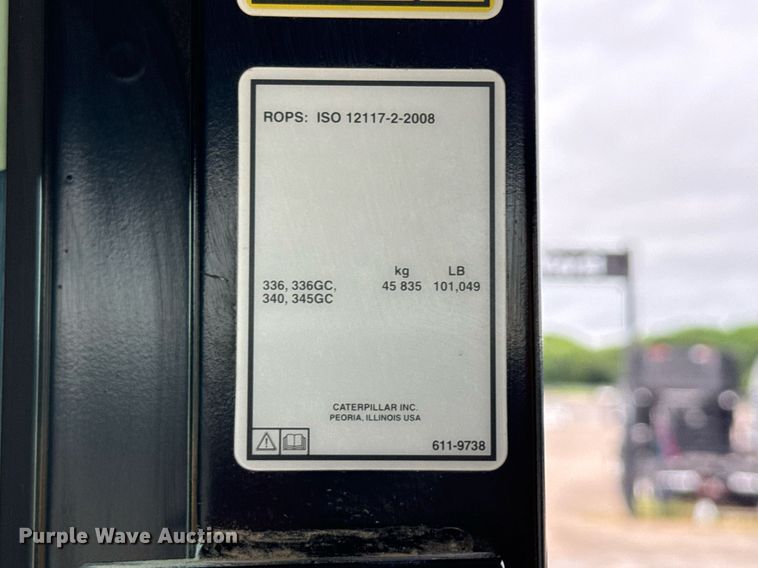 ROPS: ISO 12117-2-2008
kg LB
336, 336GC, 45 835 101,049
340, 345GC
CATERPILLAR INC.
PEORIA, ILLINOIS USA
611-9738
Purple Wave Auction